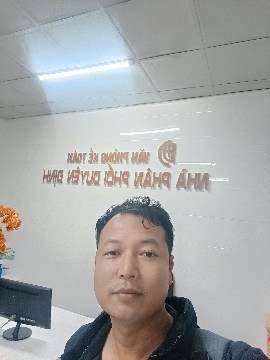 VĂN PHÒNG KẾ TOÁN
NHÀ PHÂN PHỐI DUYÊN ĐỊNH